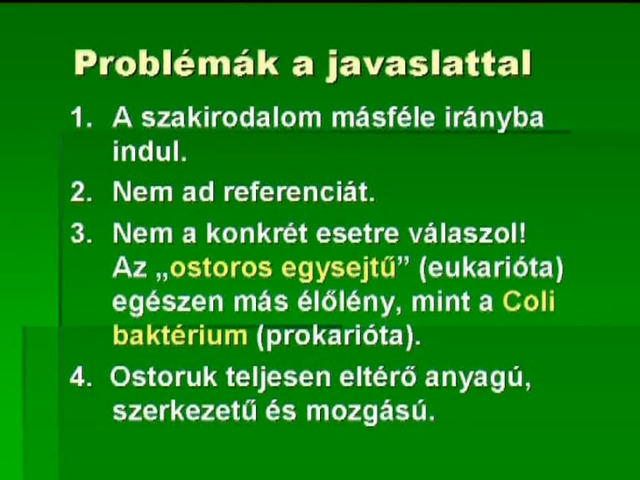 Problémák a javaslattal
1. A szakirodalom másféle irányba
indul.
2. Nem ad referenciát.
3. Nem a konkrét esetre válaszol!
Az „ostoros egysejtű” (eukarióta)
egészen más élőlény, mint a Coli
baktérium (prokarióta).
4. Ostoruk teljesen eltérő anyagú,
szerkezetű és mozgású.